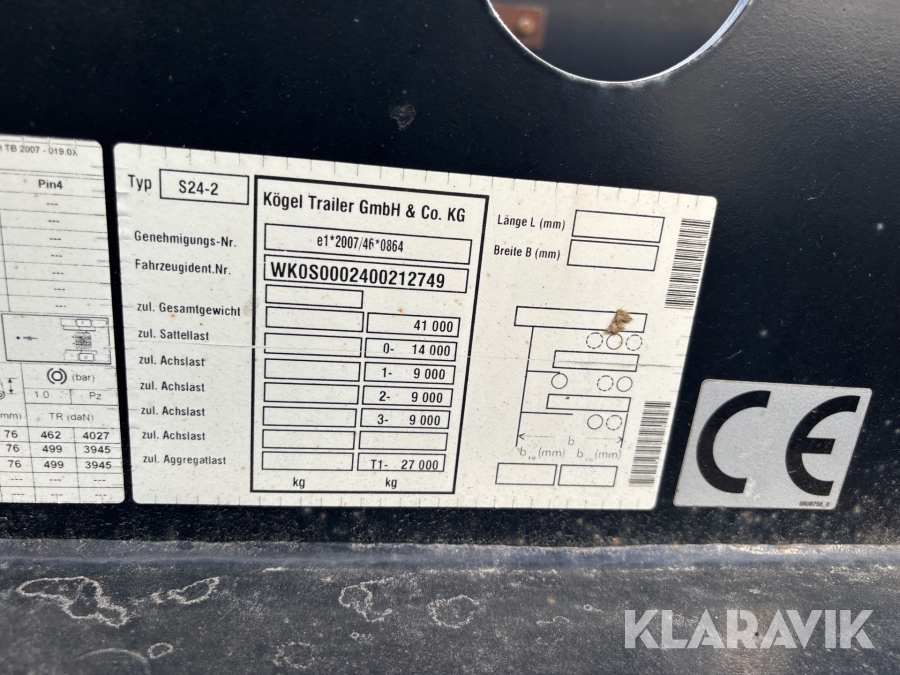 KLARAVIK
TB 2007 - 019.0X
Pin4
(bar)
1.0 Pz
(mm) TR (daN)
76 462 4027
76 499 3945
76 499 3945
Typ S24-2
Kögel Trailer GmbH & Co. KG
Genehmigungs-Nr. e1*2007/46*0864
Fahrzeugident.Nr. WK0S0002400212749
zul. Gesamtgewicht 41 000
zul. Sattellast 0- 14 000
zul. Achslast 1- 9 000
zul. Achslast 2- 9 000
zul. Achslast 3- 9 000
zul. Achslast
zul. Aggregatlast T1- 27 000
kg kg
Länge L (mm)
Breite B (mm)
b
b (mm) b (mm)
CE
KLARAVIK